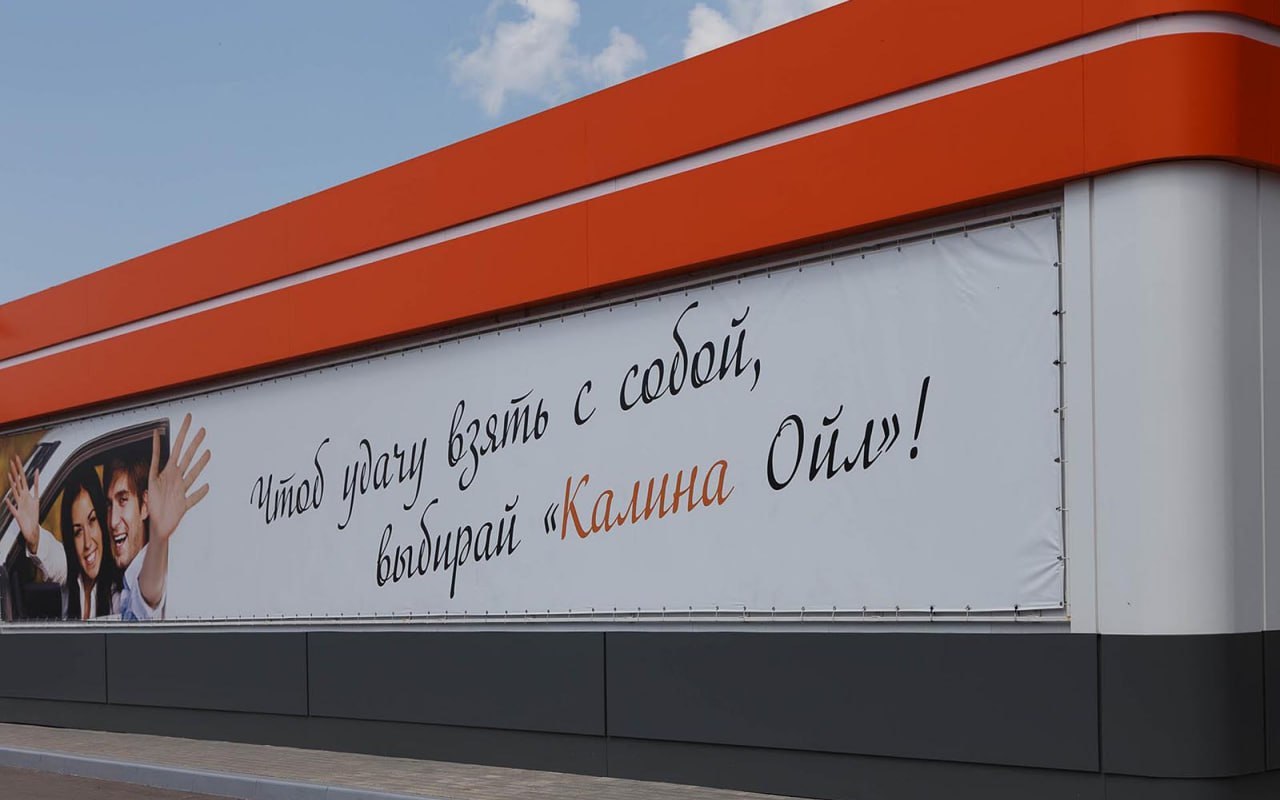 Чтоб удачу взять с собой,
выбирай «Калина Ойл»!